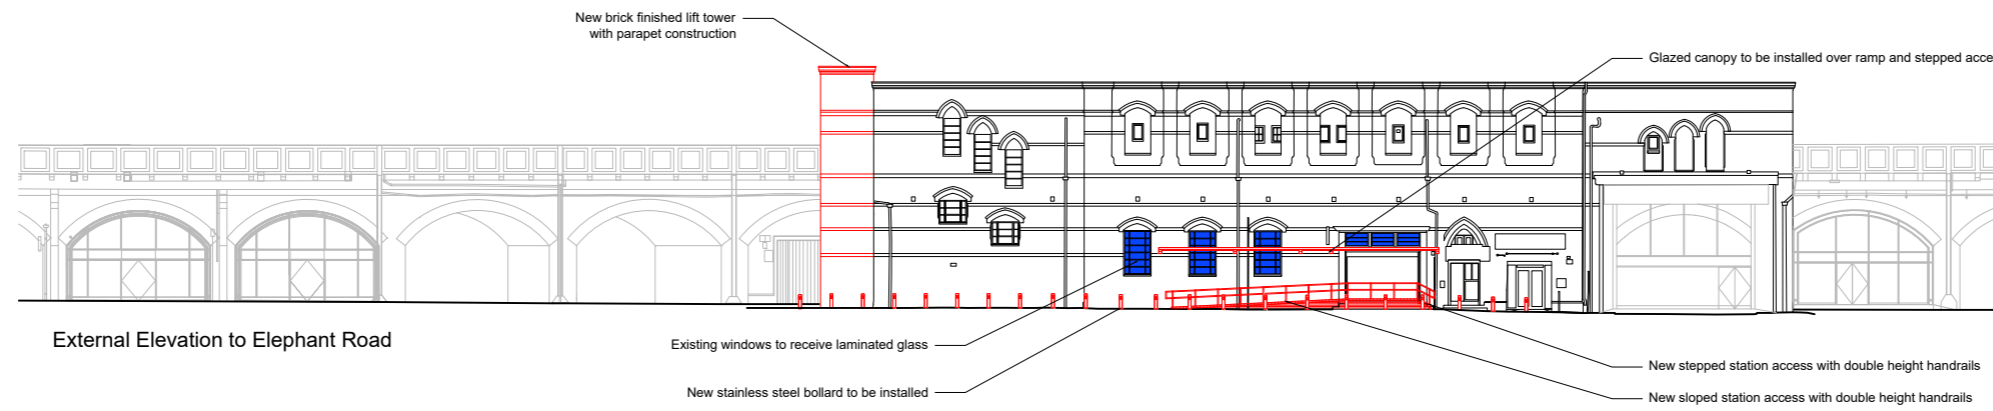 New brick finished lift tower
with parapet construction
Glazed canopy to be installed over ramp and stepped acce
External Elevation to Elephant Road
Existing windows to receive laminated glass
New stainless steel bollard to be installed
New stepped station access with double height handrails
New sloped station access with double height handrails